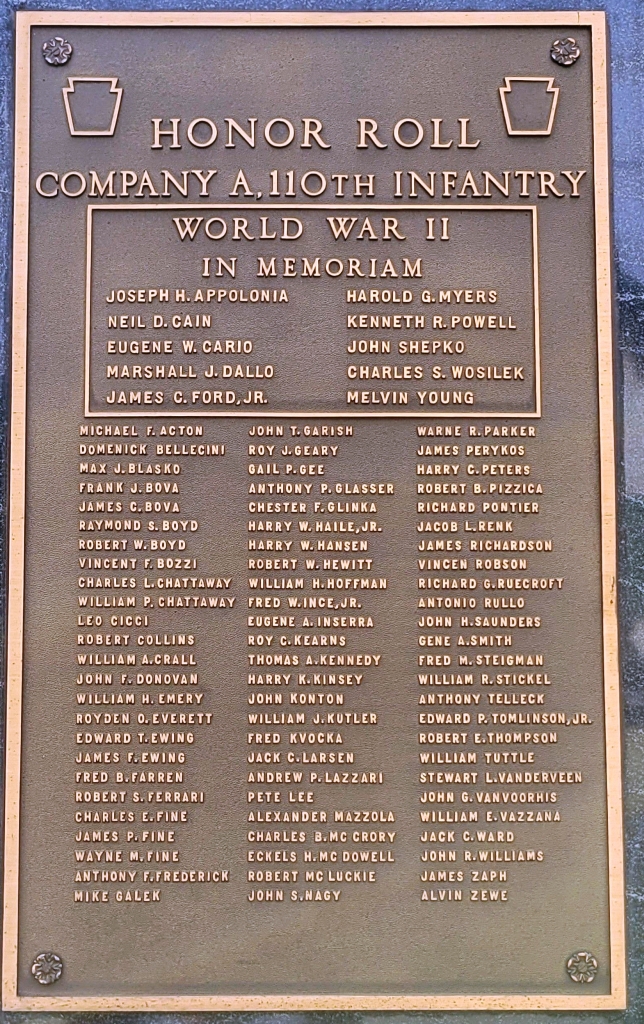 HONOR ROLL
COMPANY A, 110TH INFANTRY
WORLD WAR II
IN MEMORIAM
JOSEPH H. APPOLONIA
NEIL D. CAIN
EUGENE W. CARIO
MARSHALL J. DALLO
JAMES C. FORD, JR.
HAROLD G. MYERS
KENNETH R. POWELL
JOHN SHEPKO
CHARLES S. WOSILEK
MELVIN YOUNG
MICHAEL F. ACTON
DOMENICK BELLECINI
MAX J. BLASKO
FRANK J. BOVA
JAMES C. BOVA
RAYMOND S. BOYD
ROBERT W. BOYD
VINCENT F. BOZZI
CHARLES L. CHATTAWAY
WILLIAM P. CHATTAWAY
LEO CICCI
ROBERT COLLINS
WILLIAM A. CRALL
JOHN F. DONOVAN
WILLIAM H. EMERY
ROYDEN O. EVERETT
EDWARD T. EWING
JAMES F. EWING
FRED B. FARREN
ROBERT S. FERRARI
CHARLES E. FINE
JAMES P. FINE
WAYNE M. FINE
ANTHONY F. FREDERICK
MIKE GALEK
JOHN T. GARISH
ROY J. GEARY
GAIL P. GEE
ANTHONY P. GLASSER
CHESTER F. GLINKA
HARRY W. HAILE, JR.
HARRY W. HANSEN
ROBERT W. HEWITT
WILLIAM H. HOFFMAN
FRED W. INCE, JR.
EUGENE A. INSERRA
ROY C. KEARNS
THOMAS A. KENNEDY
HARRY K. KINSEY
JOHN KONTON
WILLIAM J. KUTLER
FRED KVOCKA
JACK C. LARSEN
ANDREW P. LAZZARI
PETE LEE
ALEXANDER MAZZOLA
CHARLES B. MC CRORY
ECKELS H. MC DOWELL
ROBERT MC LUCKIE
JOHN S. NAGY
WARNE R. PARKER
JAMES PERYKOS
HARRY C. PETERS
ROBERT B. PIZZICA
RICHARD PONTIER
JACOB L. RENK
JAMES RICHARDSON
VINCEN ROBSON
RICHARD G. RUECROFT
ANTONIO RULLO
JOHN H. SAUNDERS
GENE A. SMITH
FRED M. STEIGMAN
WILLIAM R. STICKEL
ANTHONY TELLECK
EDWARD P. TOMLINSON, JR.
ROBERT E. THOMPSON
WILLIAM TUTTLE
STEWART L. VANDERVEEN
JOHN G. VANVOORHIS
WILLIAM E. VAZZANA
JACK C. WARD
JOHN R. WILLIAMS
JAMES ZAPH
ALVIN ZEWE